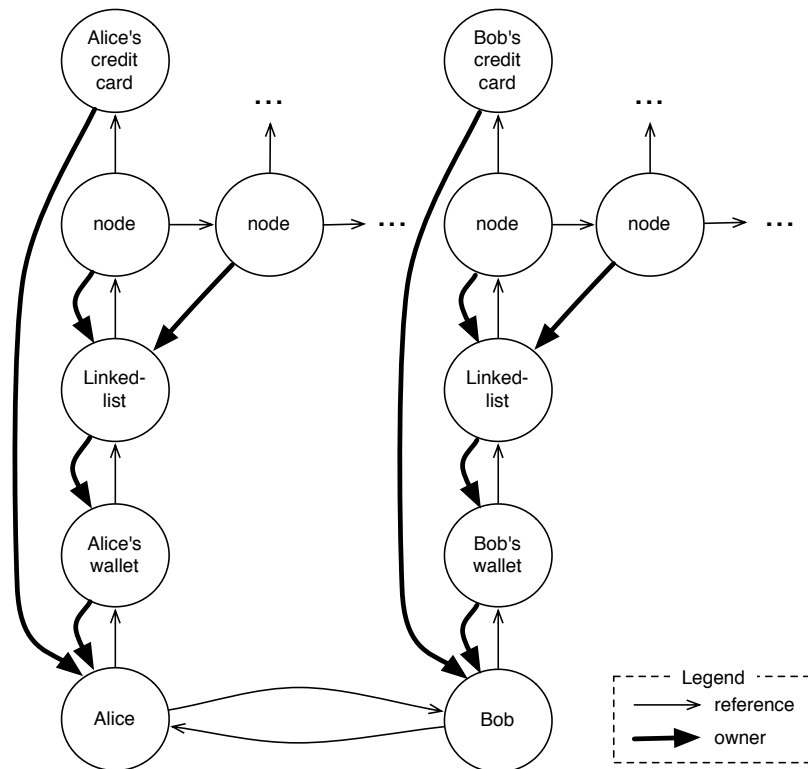 Alice's
credit
card
Bob's
credit
card
...
...
node
node
...
node
node
...
Linked-
list
Linked-
list
Alice's
wallet
Bob's
wallet
Alice
Bob
Legend
reference
owner